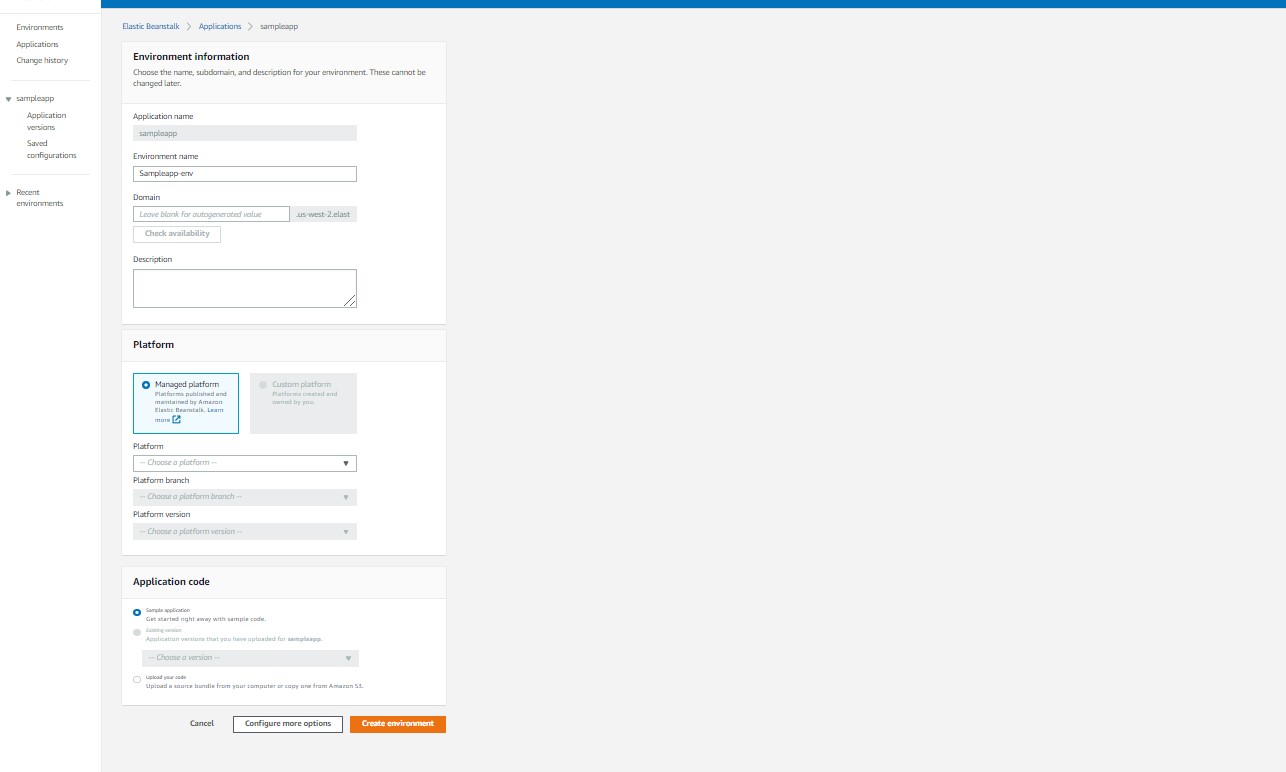 Environments
Applications
Change history
sampleapp
Application
versions
Saved
configurations
Recent
environments
Elastic Beanstalk > Applications > sampleapp
Environment information
Choose the name, subdomain, and description for your environment. These cannot be
changed later.
Application name
sampleapp
Environment name
Sampleapp-env
Domain
Leave blank for autogenerated value .us-west-2.elast
Check availability
Description
Platform
Managed platform
Platforms published and
maintained by Amazon
Elastic Beanstalk. Learn
more
Custom platform
Platforms created and
owned by you.
Platform
-- Choose a platform --
Platform branch
-- Choose a platform branch --
Platform version
-- Choose a platform version --
Application code
Sample application
Get started right away with sample code.
Existing version
Application versions that you have uploaded for sampleapp.
-- Choose a version --
Upload your code
Upload a source bundle from your computer or copy one from Amazon S3.
Cancel Configure more options Create environment